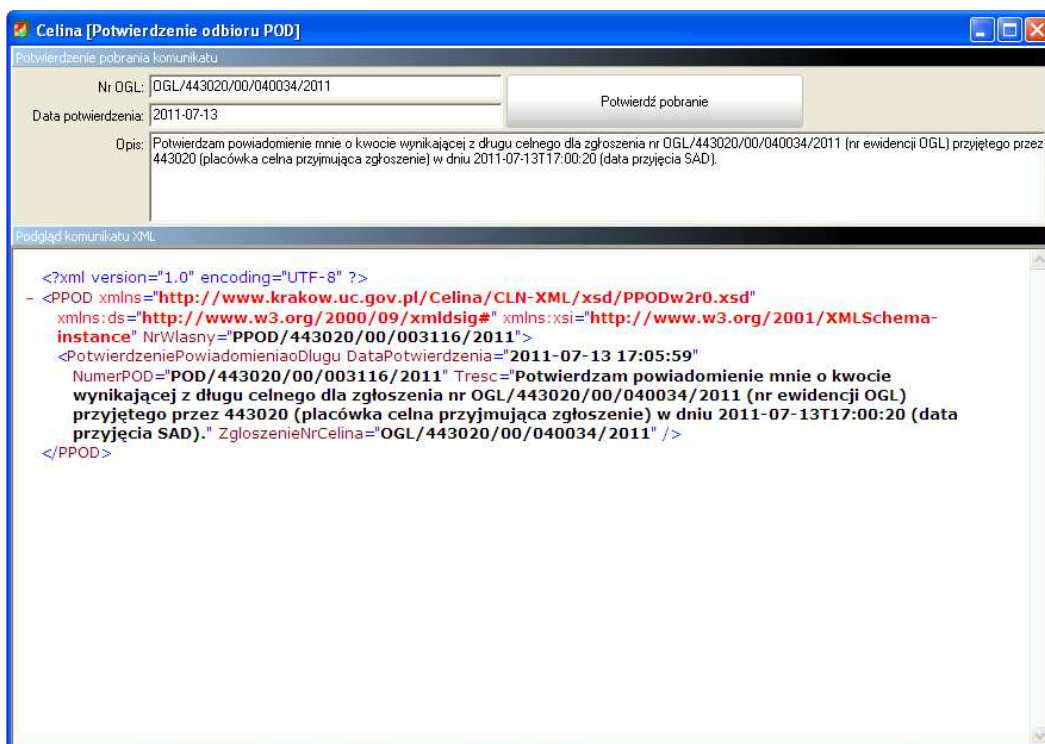 Celina [Potwierdzenie odbioru POD]
Potwierdzenie pobrania komunikatu
Nr OGL: OGL/443020/00/040034/2011
Potwierdź pobranie
Data potwierdzenia: 2011-07-13
Opis: Potwierdzam powiadomienie mnie o kwocie wynikającej z długu celnego dla zgłoszenia nr OGL/443020/00/040034/2011 (nr ewidencji OGL) przyjętego przez
443020 (placówka celna przyjmująca zgłoszenie) w dniu 2011-07-13T17:00:20 (data przyjęcia SAD).
Podgląd komunikatu XML
<?xml version="1.0" encoding="UTF-8" ?>
- <PPOD xmlns="http://www.krakow.uc.gov.pl/Celina/CLN-XML/xsd/PPODw2r0.xsd"
xmlns:ds="http://www.w3.org/2000/09/xmldsig#" xmlns:xsi="http://www.w3.org/2001/XMLSchema-
instance" NrWlasny="PPOD/443020/00/003116/2011">
<PotwierdzeniePowiadomieniaoDlugu DataPotwierdzenia="2011-07-13 17:05:59"
NumerPOD="POD/443020/00/003116/2011" Tresc="Potwierdzam powiadomienie mnie o kwocie
wynikającej z długu celnego dla zgłoszenia nr OGL/443020/00/040034/2011 (nr ewidencji OGL)
przyjętego przez 443020 (placówka celna przyjmująca zgłoszenie) w dniu 2011-07-13T17:00:20 (data
przyjęcia SAD)." ZgloszenieNrCelina="OGL/443020/00/040034/2011" />
</PPOD>